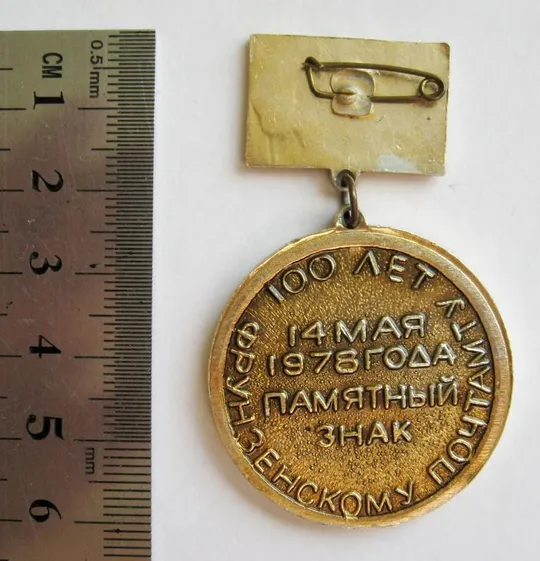 СМ
0.5mm
1
2
3
4
5
6
mm
100 ЛЕТ
ФРУНЗЕНСКОМУ ПОЧТАМТУ
14 МАЯ
1978 ГОДА
ПАМЯТНЫЙ
ЗНАК